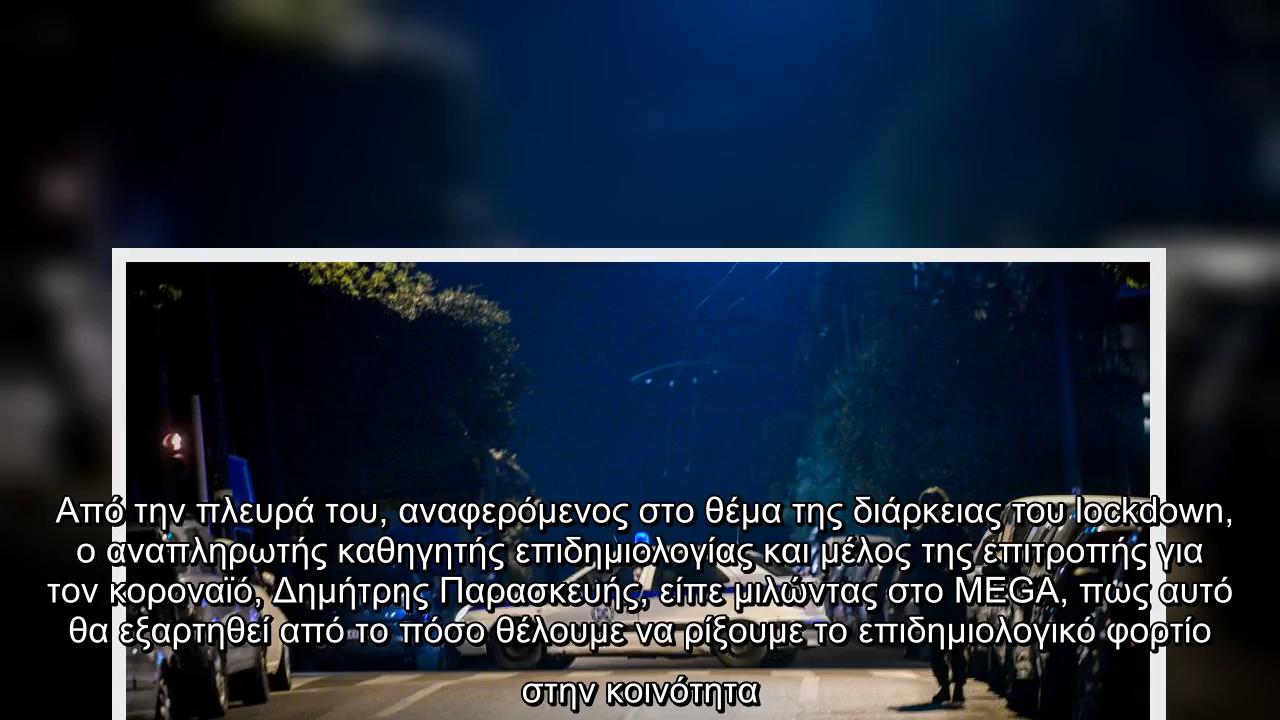 Από την πλευρά του, αναφερόμενος στο θέμα της διάρκειας του lockdown,
ο αναπληρωτής καθηγητής επιδημιολογίας και μέλος της επιτροπής για
τον κοροναϊό, Δημήτρης Παρασκευής, είπε μιλώντας στο MEGA, πως αυτό
θα εξαρτηθεί από το πόσο θέλουμε να ρίξουμε το επιδημιολογικό φορτίο
στην κοινότητα